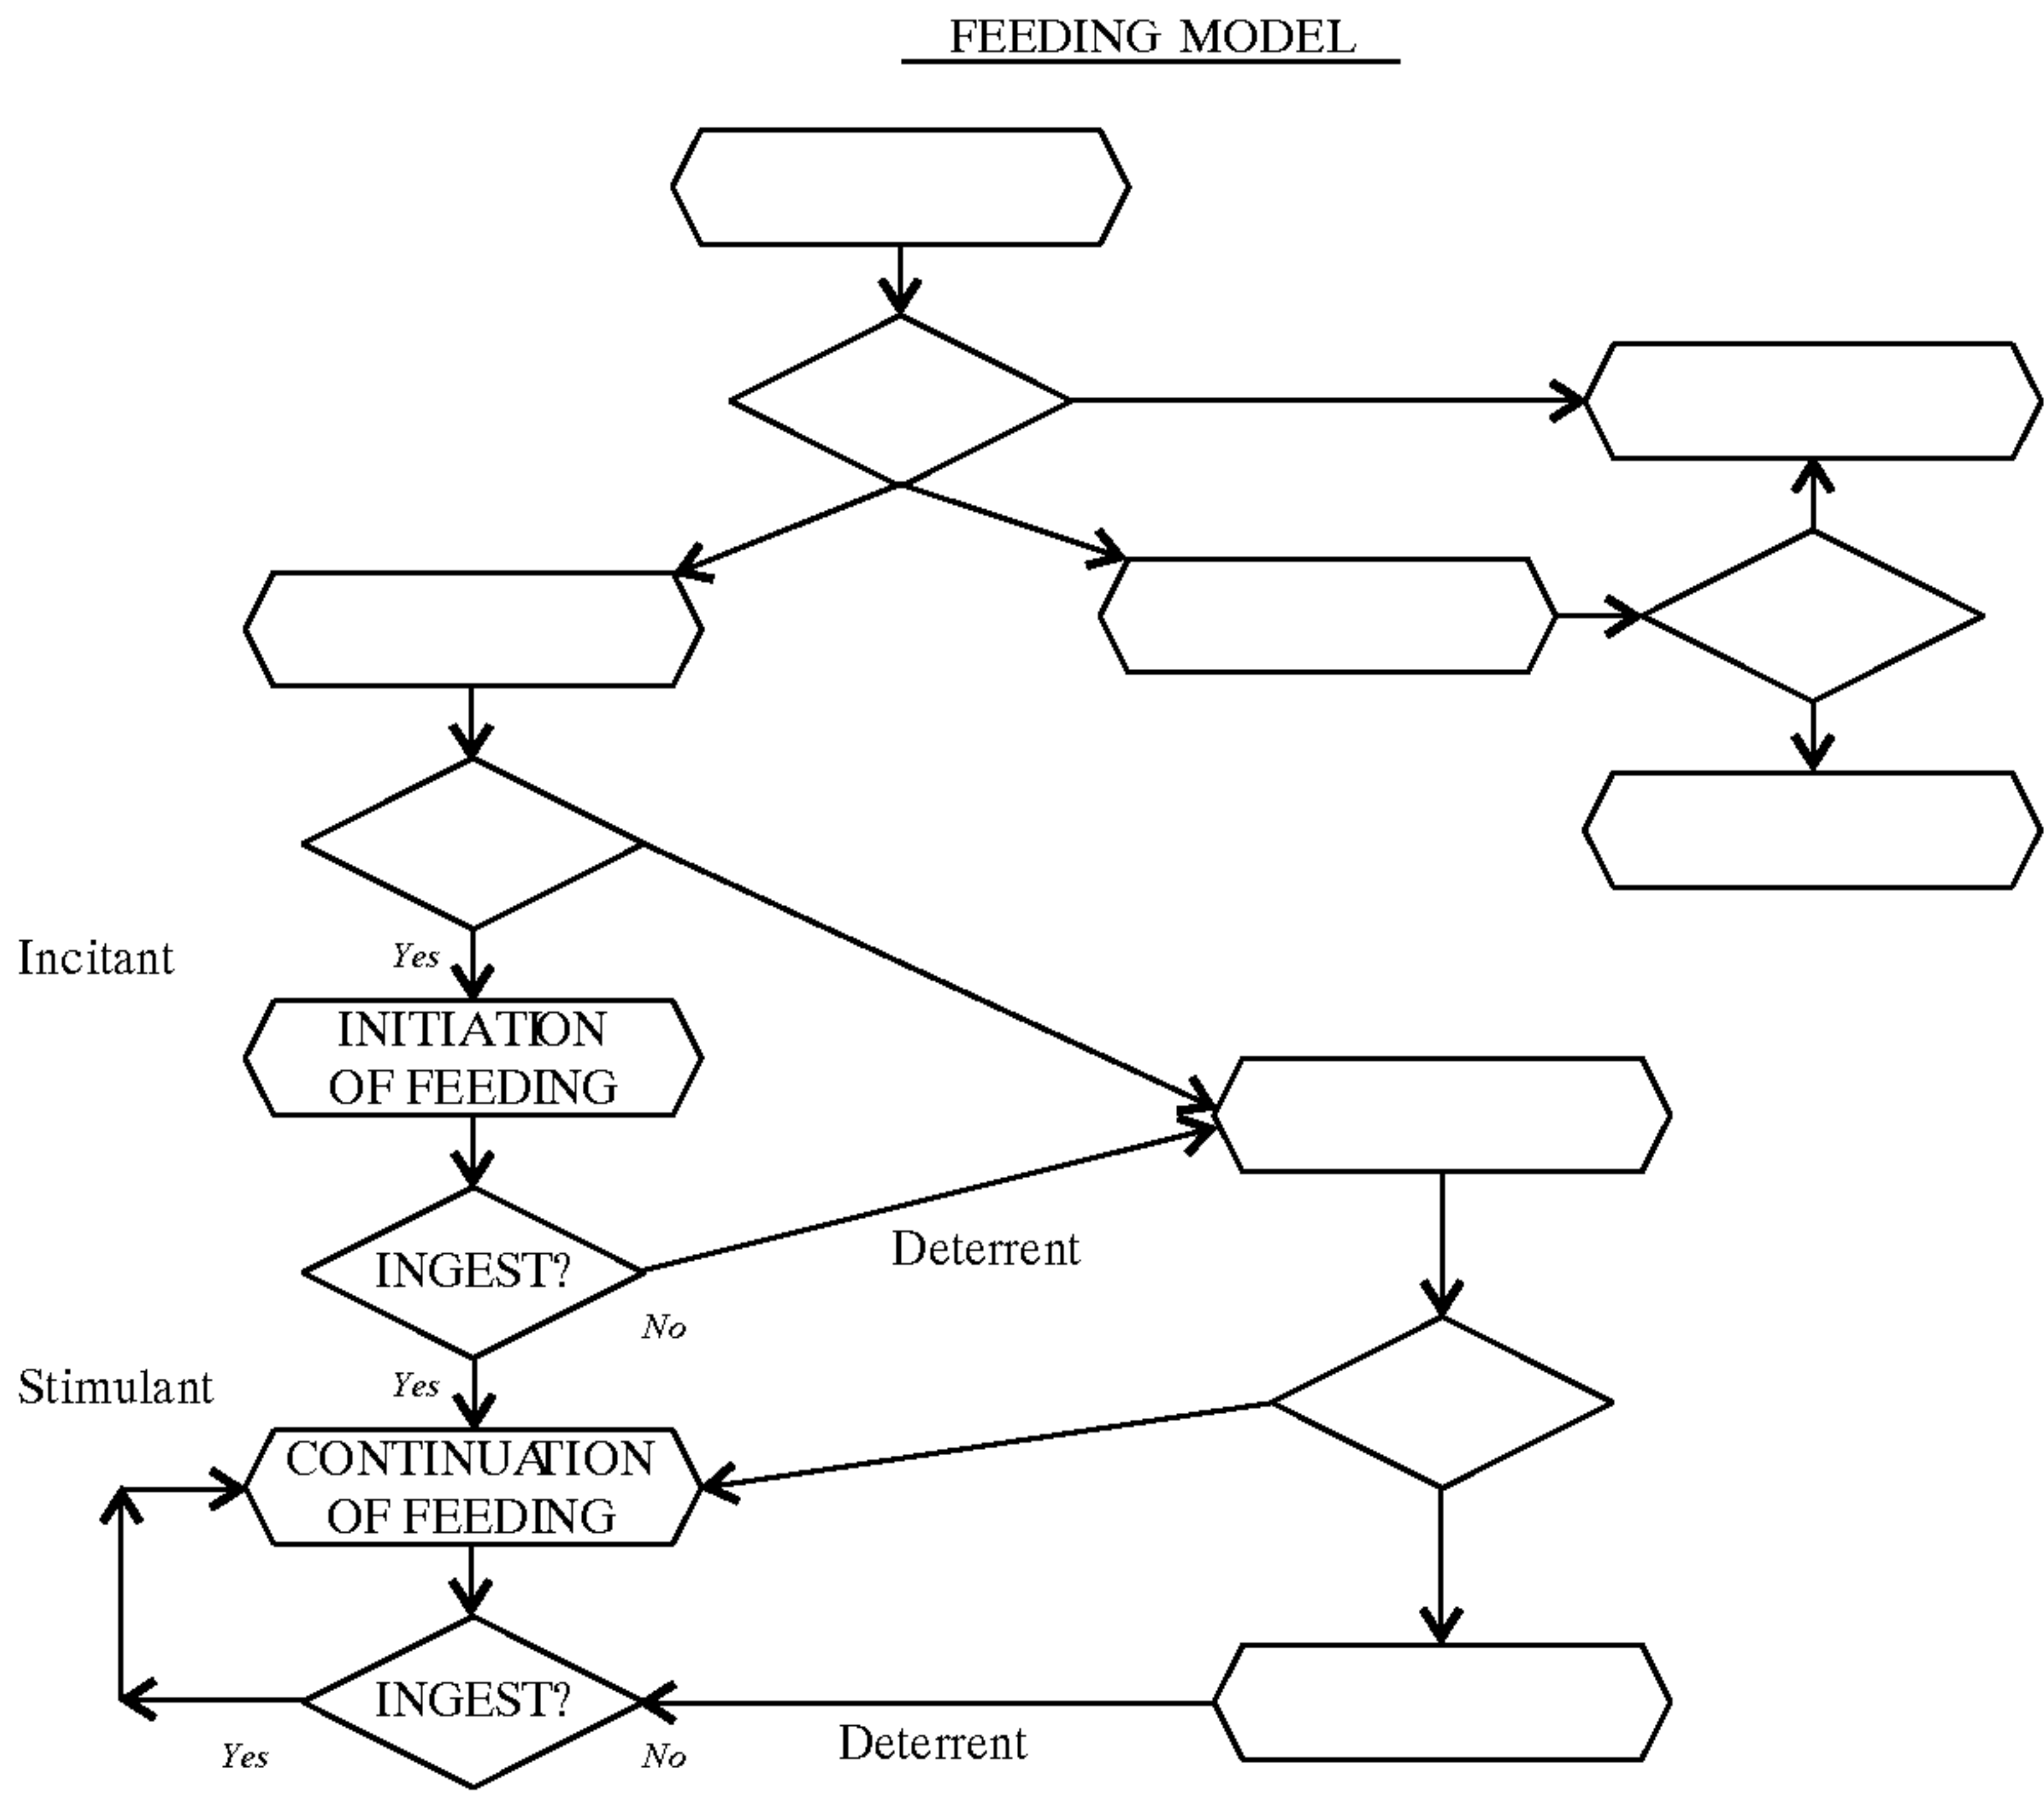 FEEDING MODEL
Incitant
Yes
INITIATION
OF FEEDING
INGEST?
Deterrent
No
Stimulant
Yes
CONTINUATION
OF FEEDING
INGEST?
Yes
No
Deterrent